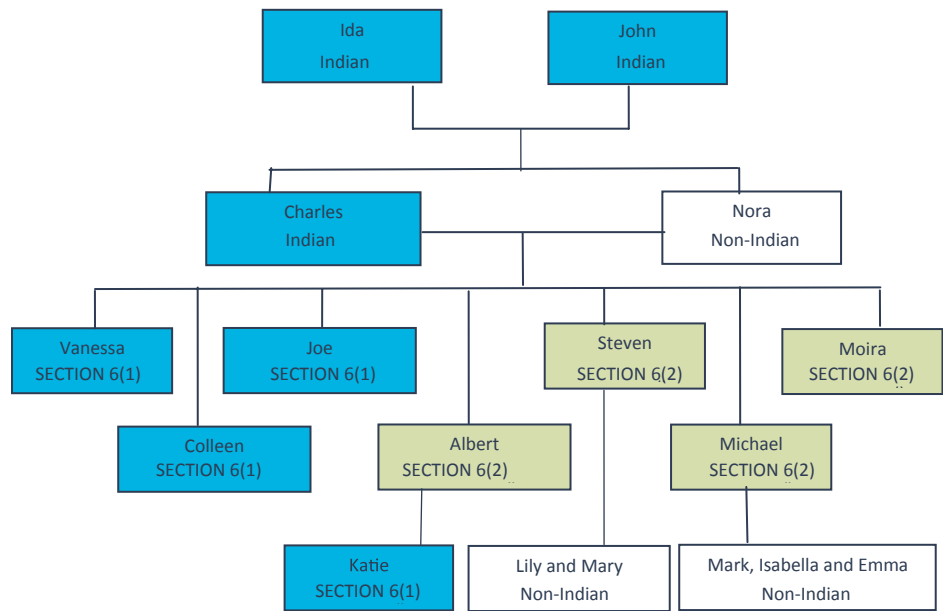 Ida
Indian
John
Indian
Charles
Indian
Nora
Non-Indian
Vanessa
SECTION 6(1)
Joe
SECTION 6(1)
Steven
SECTION 6(2)
Moira
SECTION 6(2)
Colleen
SECTION 6(1)
Albert
SECTION 6(2)
Michael
SECTION 6(2)
Katie
SECTION 6(1)
Lily and Mary
Non-Indian
Mark, Isabella and Emma
Non-Indian